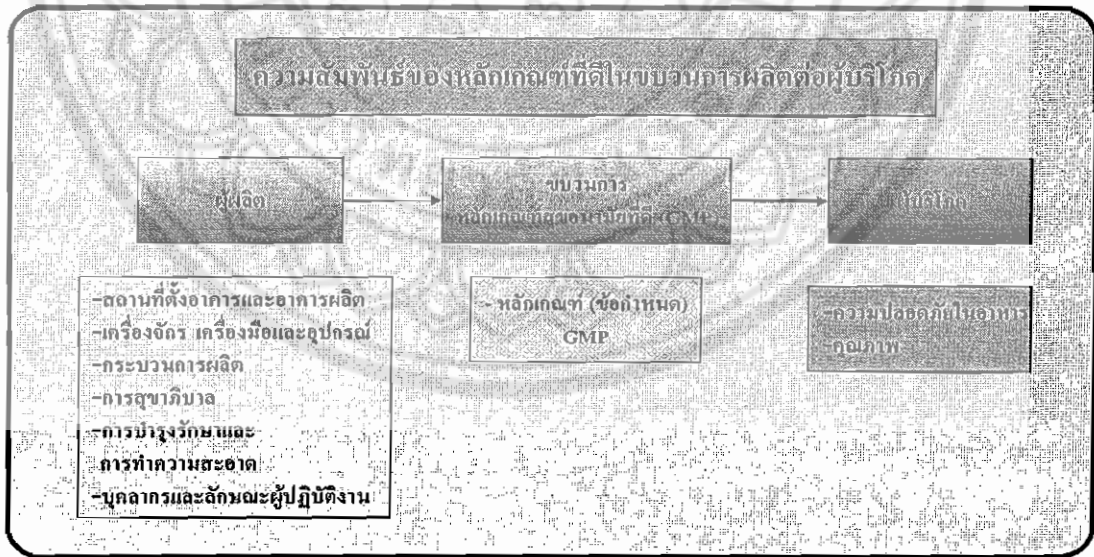 ความสัมพันธ์ของหลักเกณฑ์ที่ดีในขบวนการผลิตต่อผู้บริโภค
ผู้ผลิต
ขบวนการ
หลักเกณฑ์สุขอนามัยที่ดี (GMP)
ผู้บริโภค
-สถานที่ตั้งอาคารและอาคารผลิต
-เครื่องจักร เครื่องมือและอุปกรณ์
-กระบวนการผลิต
-การสุขาภิบาล
-การบำรุงรักษาและ
การทำความสะอาด
-บุคลากรและลักษณะผู้ปฏิบัติงาน
- หลักเกณฑ์ (ข้อกำหนด)
GMP
-ความปลอดภัยในอาหาร
-คุณภาพ